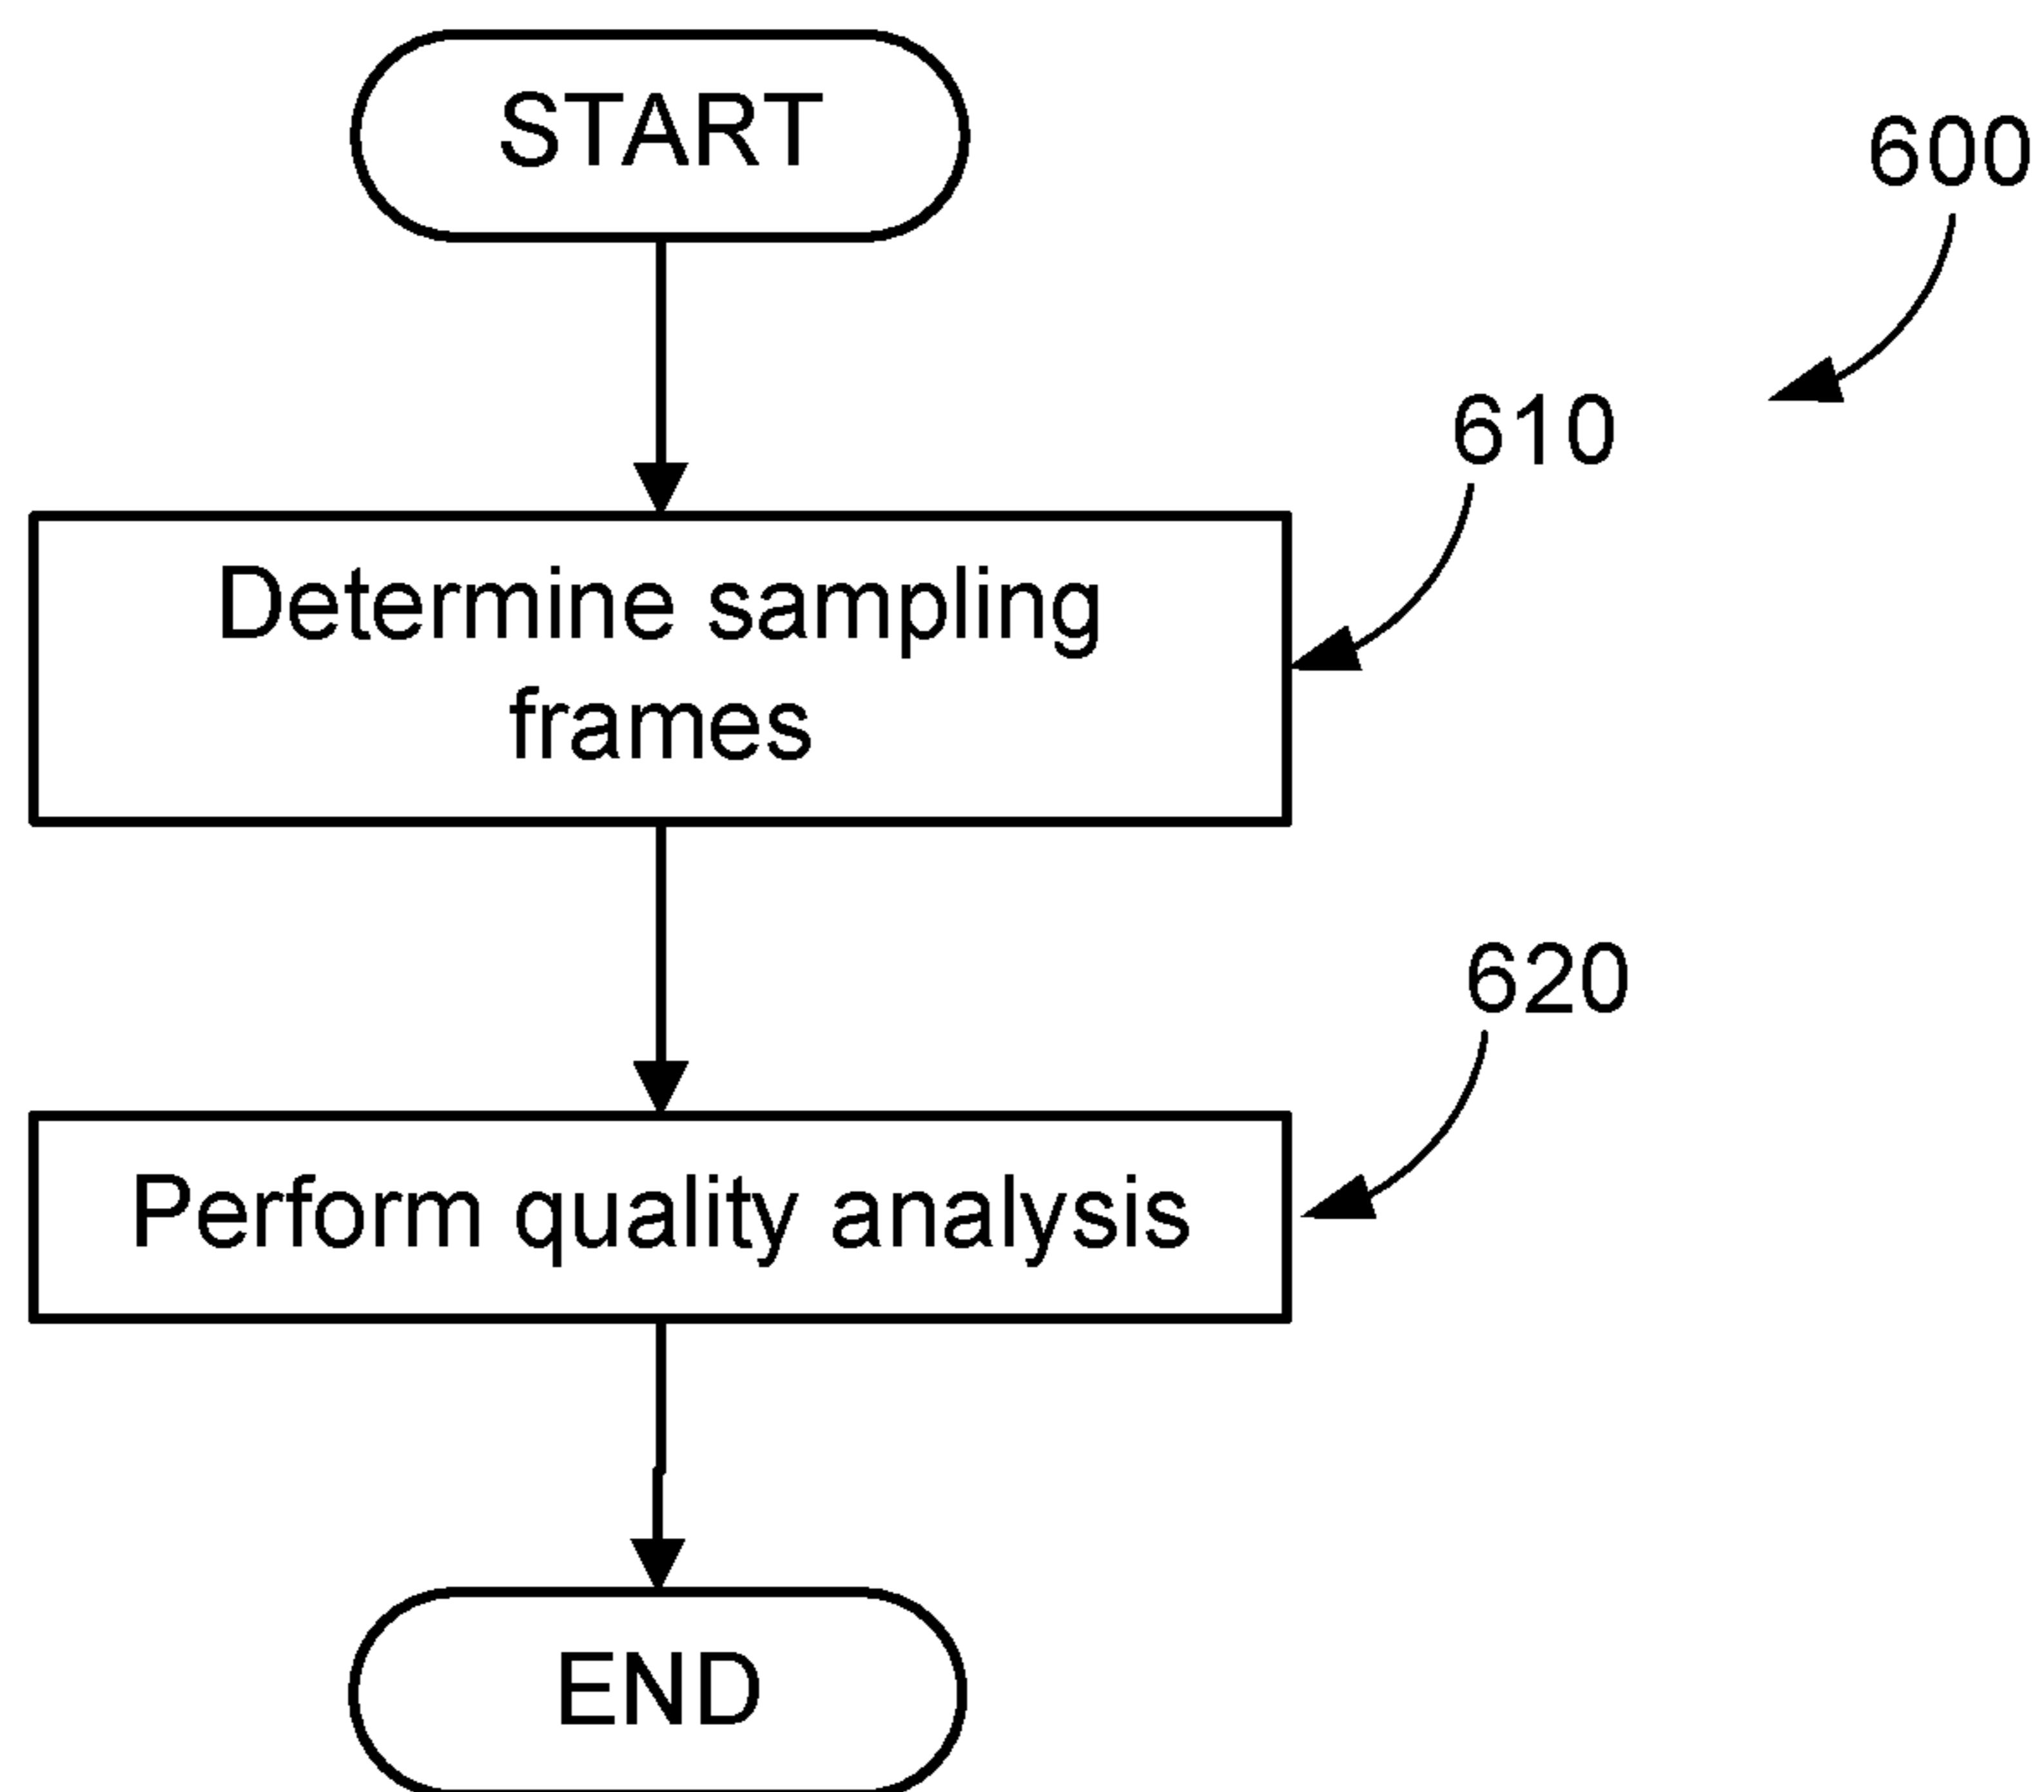 START
600
610
Determine sampling
frames
620
Perform quality analysis
END